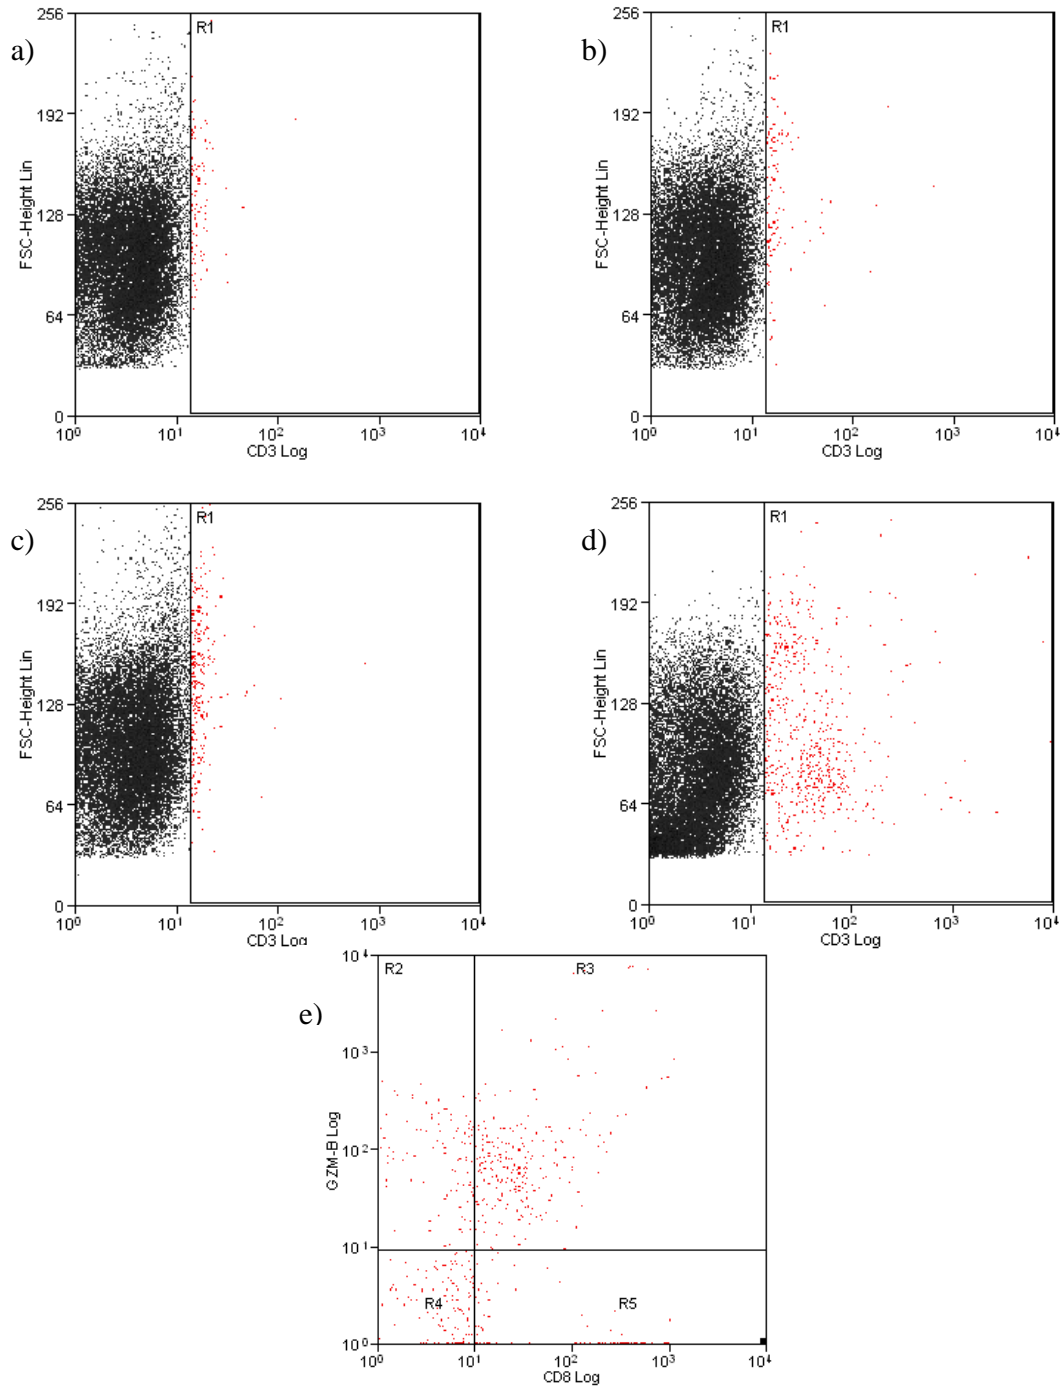 a)
256
192
128
64
0
FSC-Height Lin
R1
10⁰ 10¹ 10² 10³ 10⁴
CD3 Log
b)
256
192
128
64
0
FSC-Height Lin
R1
10⁰ 10¹ 10² 10³ 10⁴
CD3 Log
c)
256
192
128
64
0
FSC-Height Lin
R1
10⁰ 10¹ 10² 10³ 10⁴
CD3 Log
d)
256
192
128
64
0
FSC-Height Lin
R1
10⁰ 10¹ 10² 10³ 10⁴
CD3 Log
e)
10⁴
10³
10²
10¹
10⁰
GZM-B Log
R2 R3
R4 R5
10⁰ 10¹ 10² 10³ 10⁴
CD8 Log